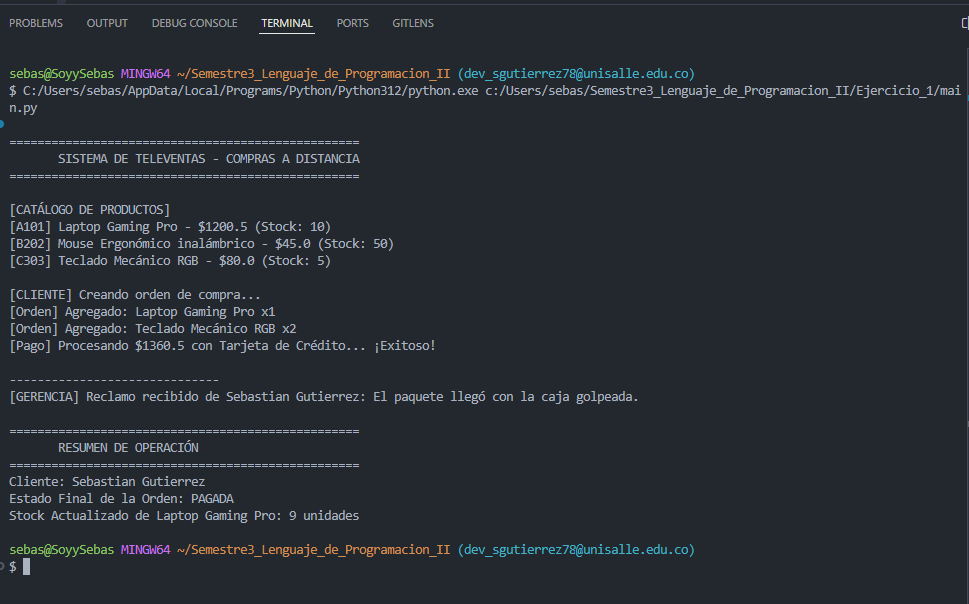 PROBLEMS OUTPUT DEBUG CONSOLE TERMINAL PORTS GITLENS
sebas@SoyySebas MINGW64 ~/Semestre3_Lenguaje_de_Programacion_II (dev_sgutierrez78@unisalle.edu.co)
$ C:/Users/sebas/AppData/Local/Programs/Python/Python312/python.exe c:/Users/sebas/Semestre3_Lenguaje_de_Programacion_II/Ejercicio_1/mai
n.py
==================================================
SISTEMA DE TELEVENTAS - COMPRAS A DISTANCIA
==================================================
[CATÁLOGO DE PRODUCTOS]
[A101] Laptop Gaming Pro - $1200.5 (Stock: 10)
[B202] Mouse Ergonómico inalámbrico - $45.0 (Stock: 50)
[C303] Teclado Mecánico RGB - $80.0 (Stock: 5)
[CLIENTE] Creando orden de compra...
[Orden] Agregado: Laptop Gaming Pro x1
[Orden] Agregado: Teclado Mecánico RGB x2
[Pago] Procesando $1360.5 con Tarjeta de Crédito... ¡Exitoso!
------------------------------
[GERENCIA] Reclamo recibido de Sebastian Gutierrez: El paquete llegó con la caja golpeada.
==================================================
RESUMEN DE OPERACIÓN
==================================================
Cliente: Sebastian Gutierrez
Estado Final de la Orden: PAGADA
Stock Actualizado de Laptop Gaming Pro: 9 unidades
sebas@SoyySebas MINGW64 ~/Semestre3_Lenguaje_de_Programacion_II (dev_sgutierrez78@unisalle.edu.co)
$